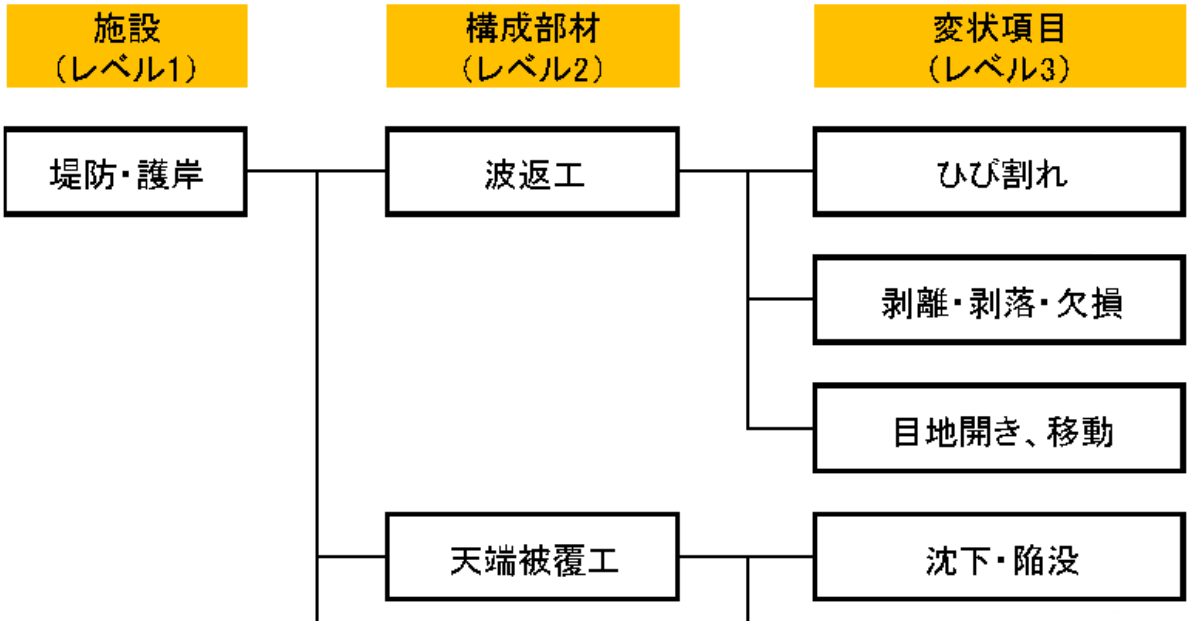 施設
（レベル1）
構成部材
（レベル2）
変状項目
（レベル3）
堤防・護岸
波返工
ひび割れ
剥離・剥落・欠損
目地開き、移動
天端被覆工
沈下・陥没